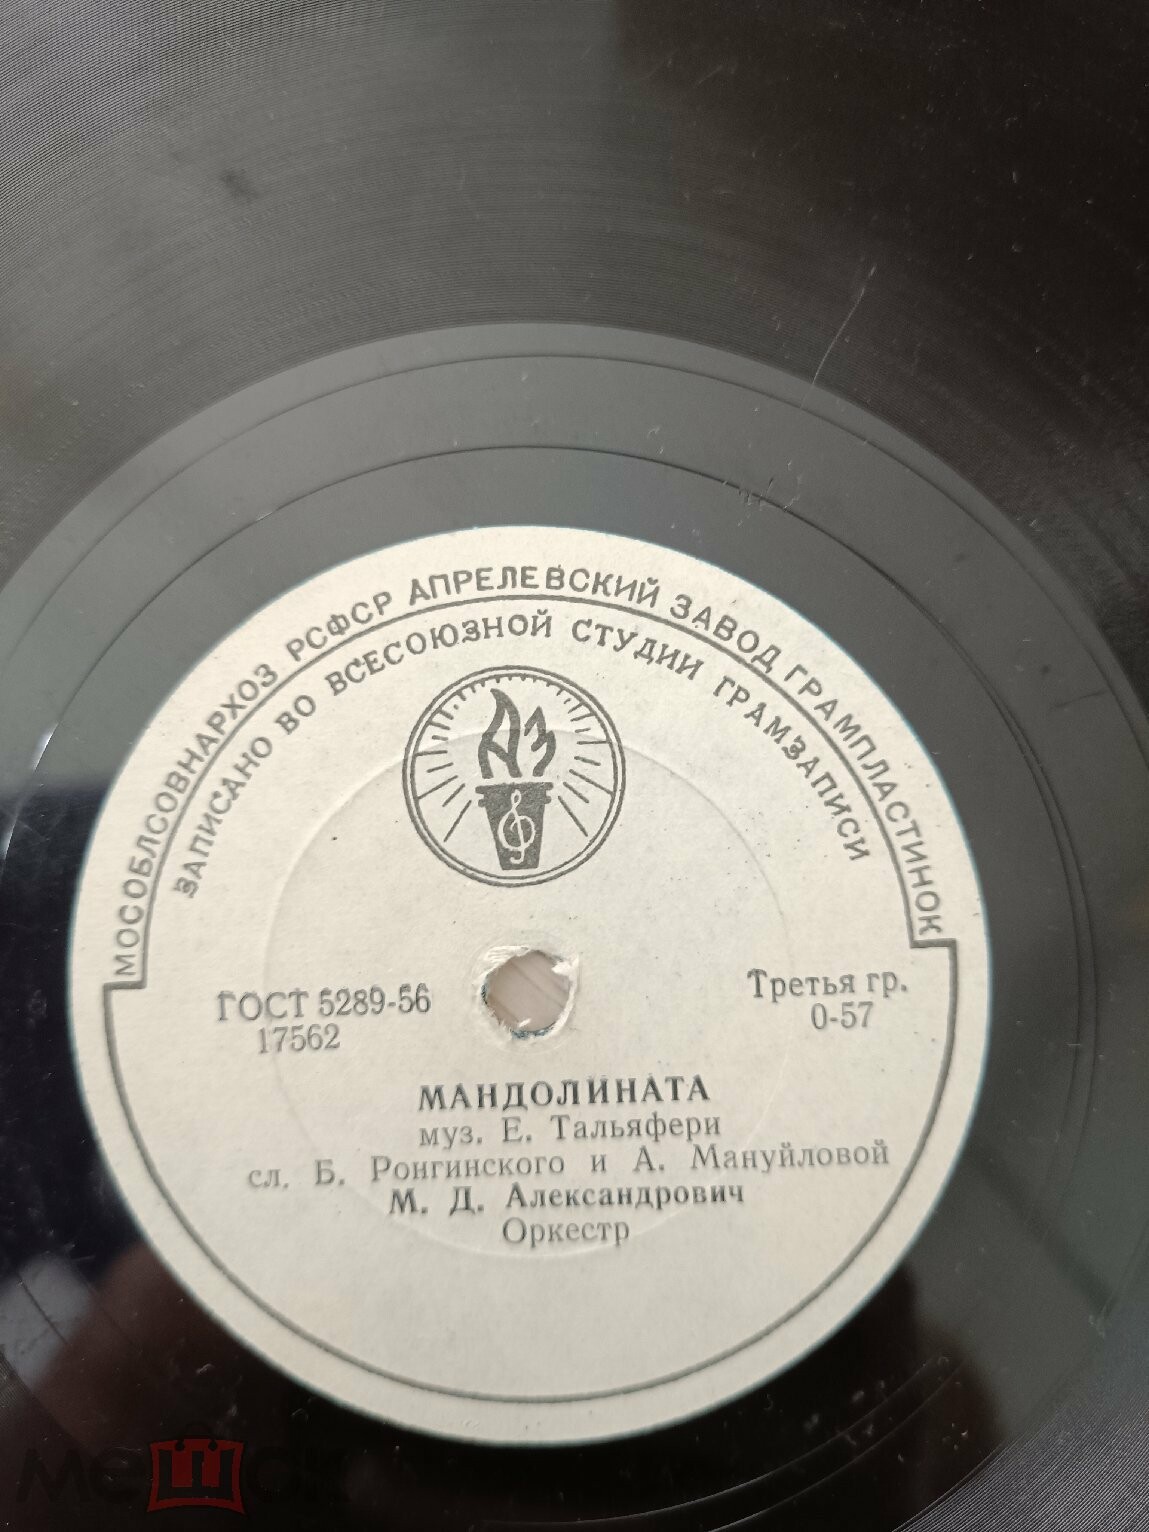 МОСОБЛСОВНАРХОЗ РСФСР АПРЕЛЕВСКИЙ ЗАВОД ГРАМПЛАСТИНОК
ЗАПИСАНО ВО ВСЕСОЮЗНОЙ СТУДИИ ГРАМЗАПИСИ
АЗ
ГОСТ 5289-56
17562
Третья гр.
0-57
МАНДОЛИНАТА
муз. Е. Тальяфери
сл. Б. Ронгинского и А. Мануйловой
М. Д. Александрович
Оркестр
мешок